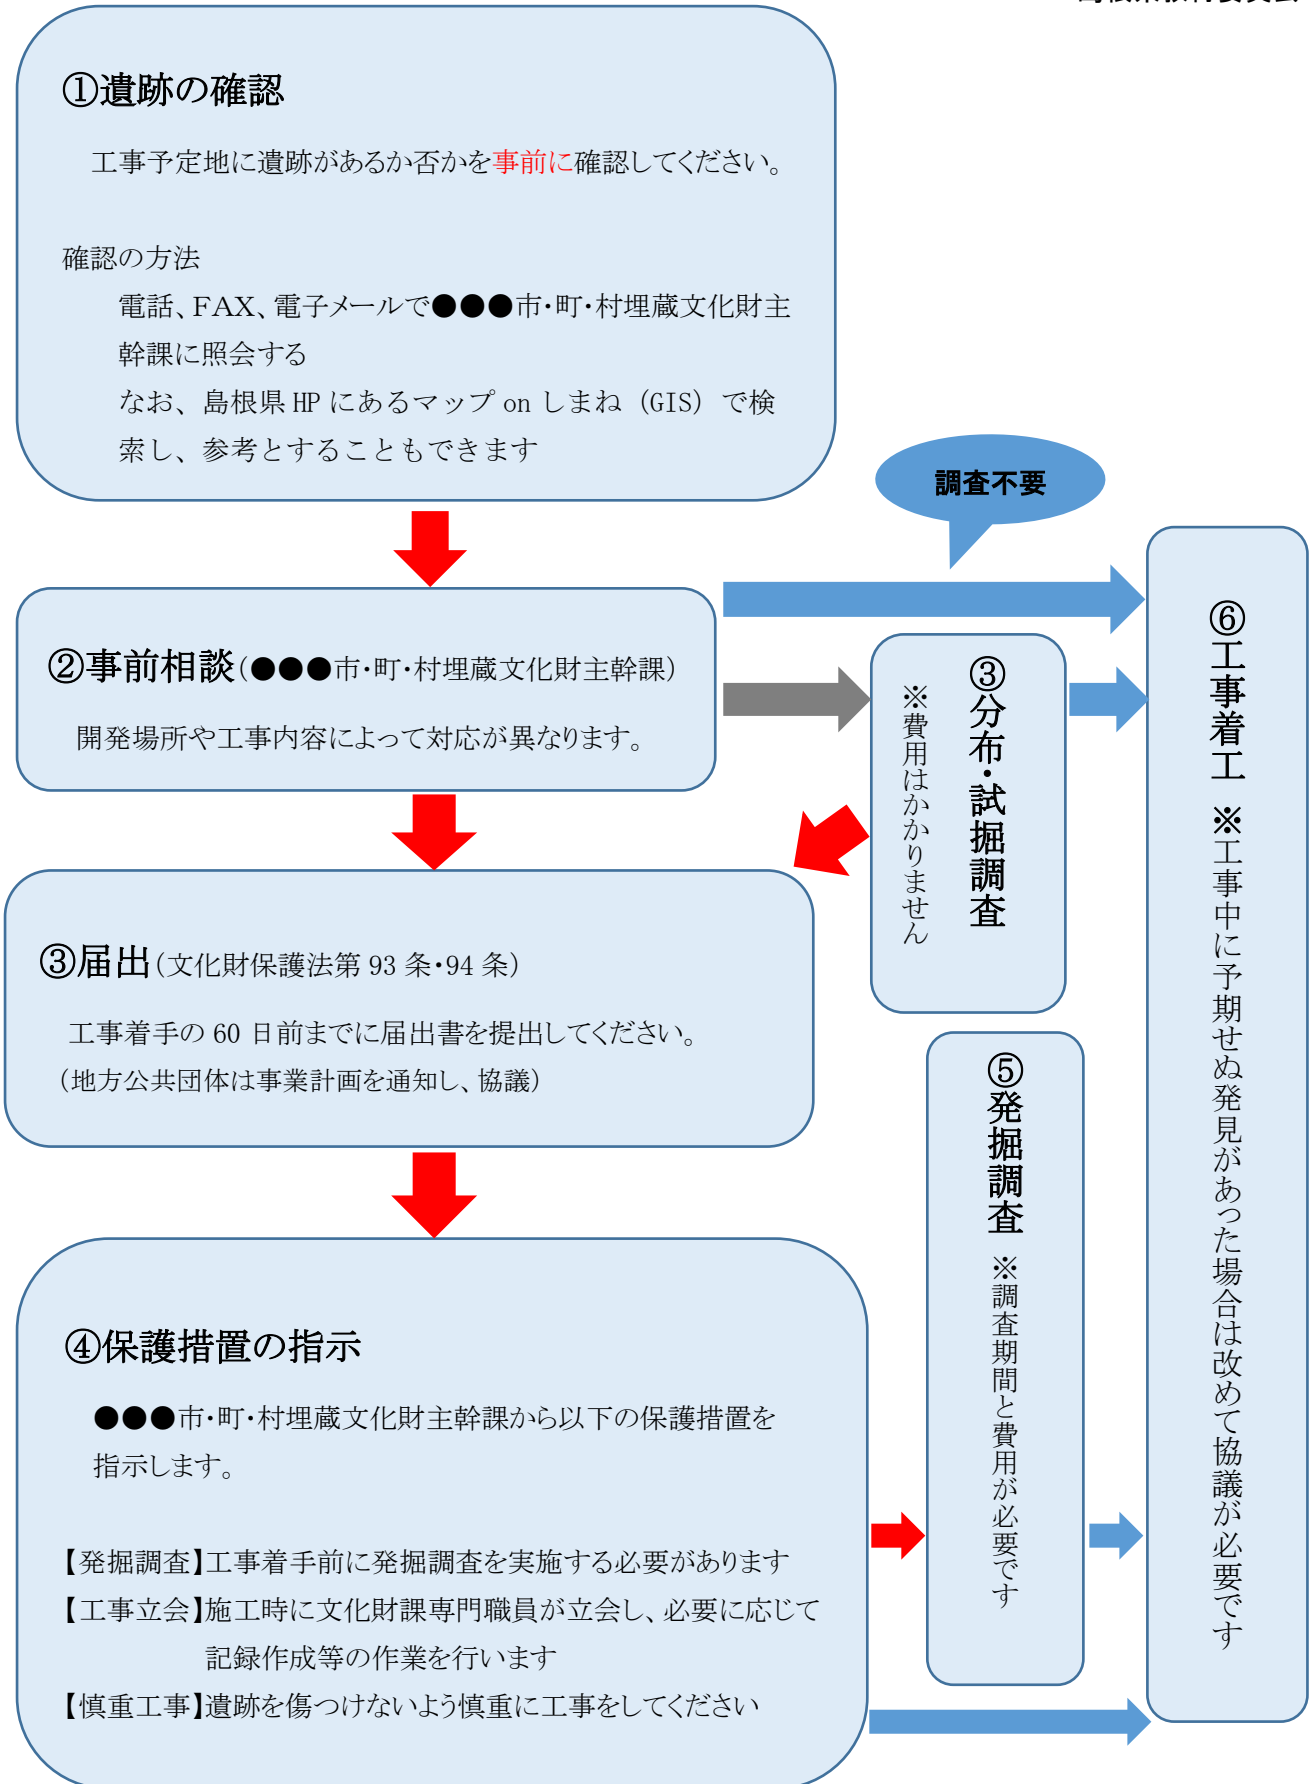 ①遺跡の確認
工事予定地に遺跡があるか否かを事前に確認してください。
確認の方法
電話、FAX、電子メールで●●●市・町・村埋蔵文化財主
幹課に照会する
なお、島根県 HP にあるマップ on しまね（GIS）で検
索し、参考とすることもできます
調査不要
②事前相談（●●●市・町・村埋蔵文化財主幹課）
開発場所や工事内容によって対応が異なります。
③分布・試掘調査
※費用はかかりません
③届出（文化財保護法第 93 条・94 条）
工事着手の 60 日前までに届出書を提出してください。
（地方公共団体は事業計画を通知し、協議）
④保護措置の指示
●●●市・町・村埋蔵文化財主幹課から以下の保護措置を
指示します。
【発掘調査】工事着手前に発掘調査を実施する必要があります
【工事立会】施工時に文化財課専門職員が立会し、必要に応じて
記録作成等の作業を行います
【慎重工事】遺跡を傷つけないよう慎重に工事をしてください
⑤発掘調査 ※調査期間と費用が必要です
⑥工事着工 ※工事中に予期せぬ発見があった場合は改めて協議が必要です